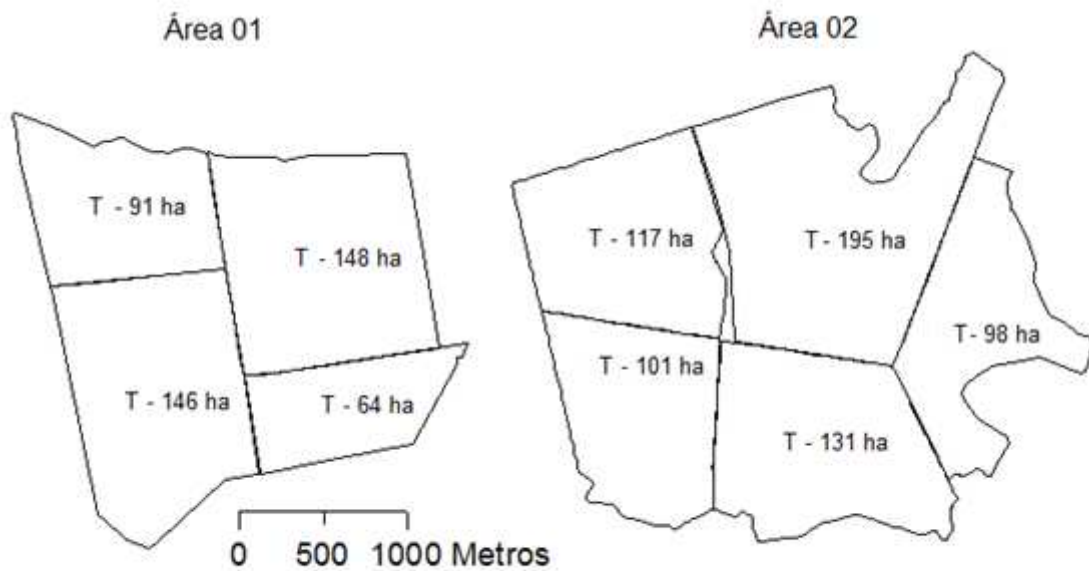 Área 01
Área 02
T - 91 ha
T - 148 ha
T - 146 ha
T - 64 ha
T - 117 ha
T - 195 ha
T - 101 ha
T - 98 ha
T - 131 ha
0 500 1000 Metros